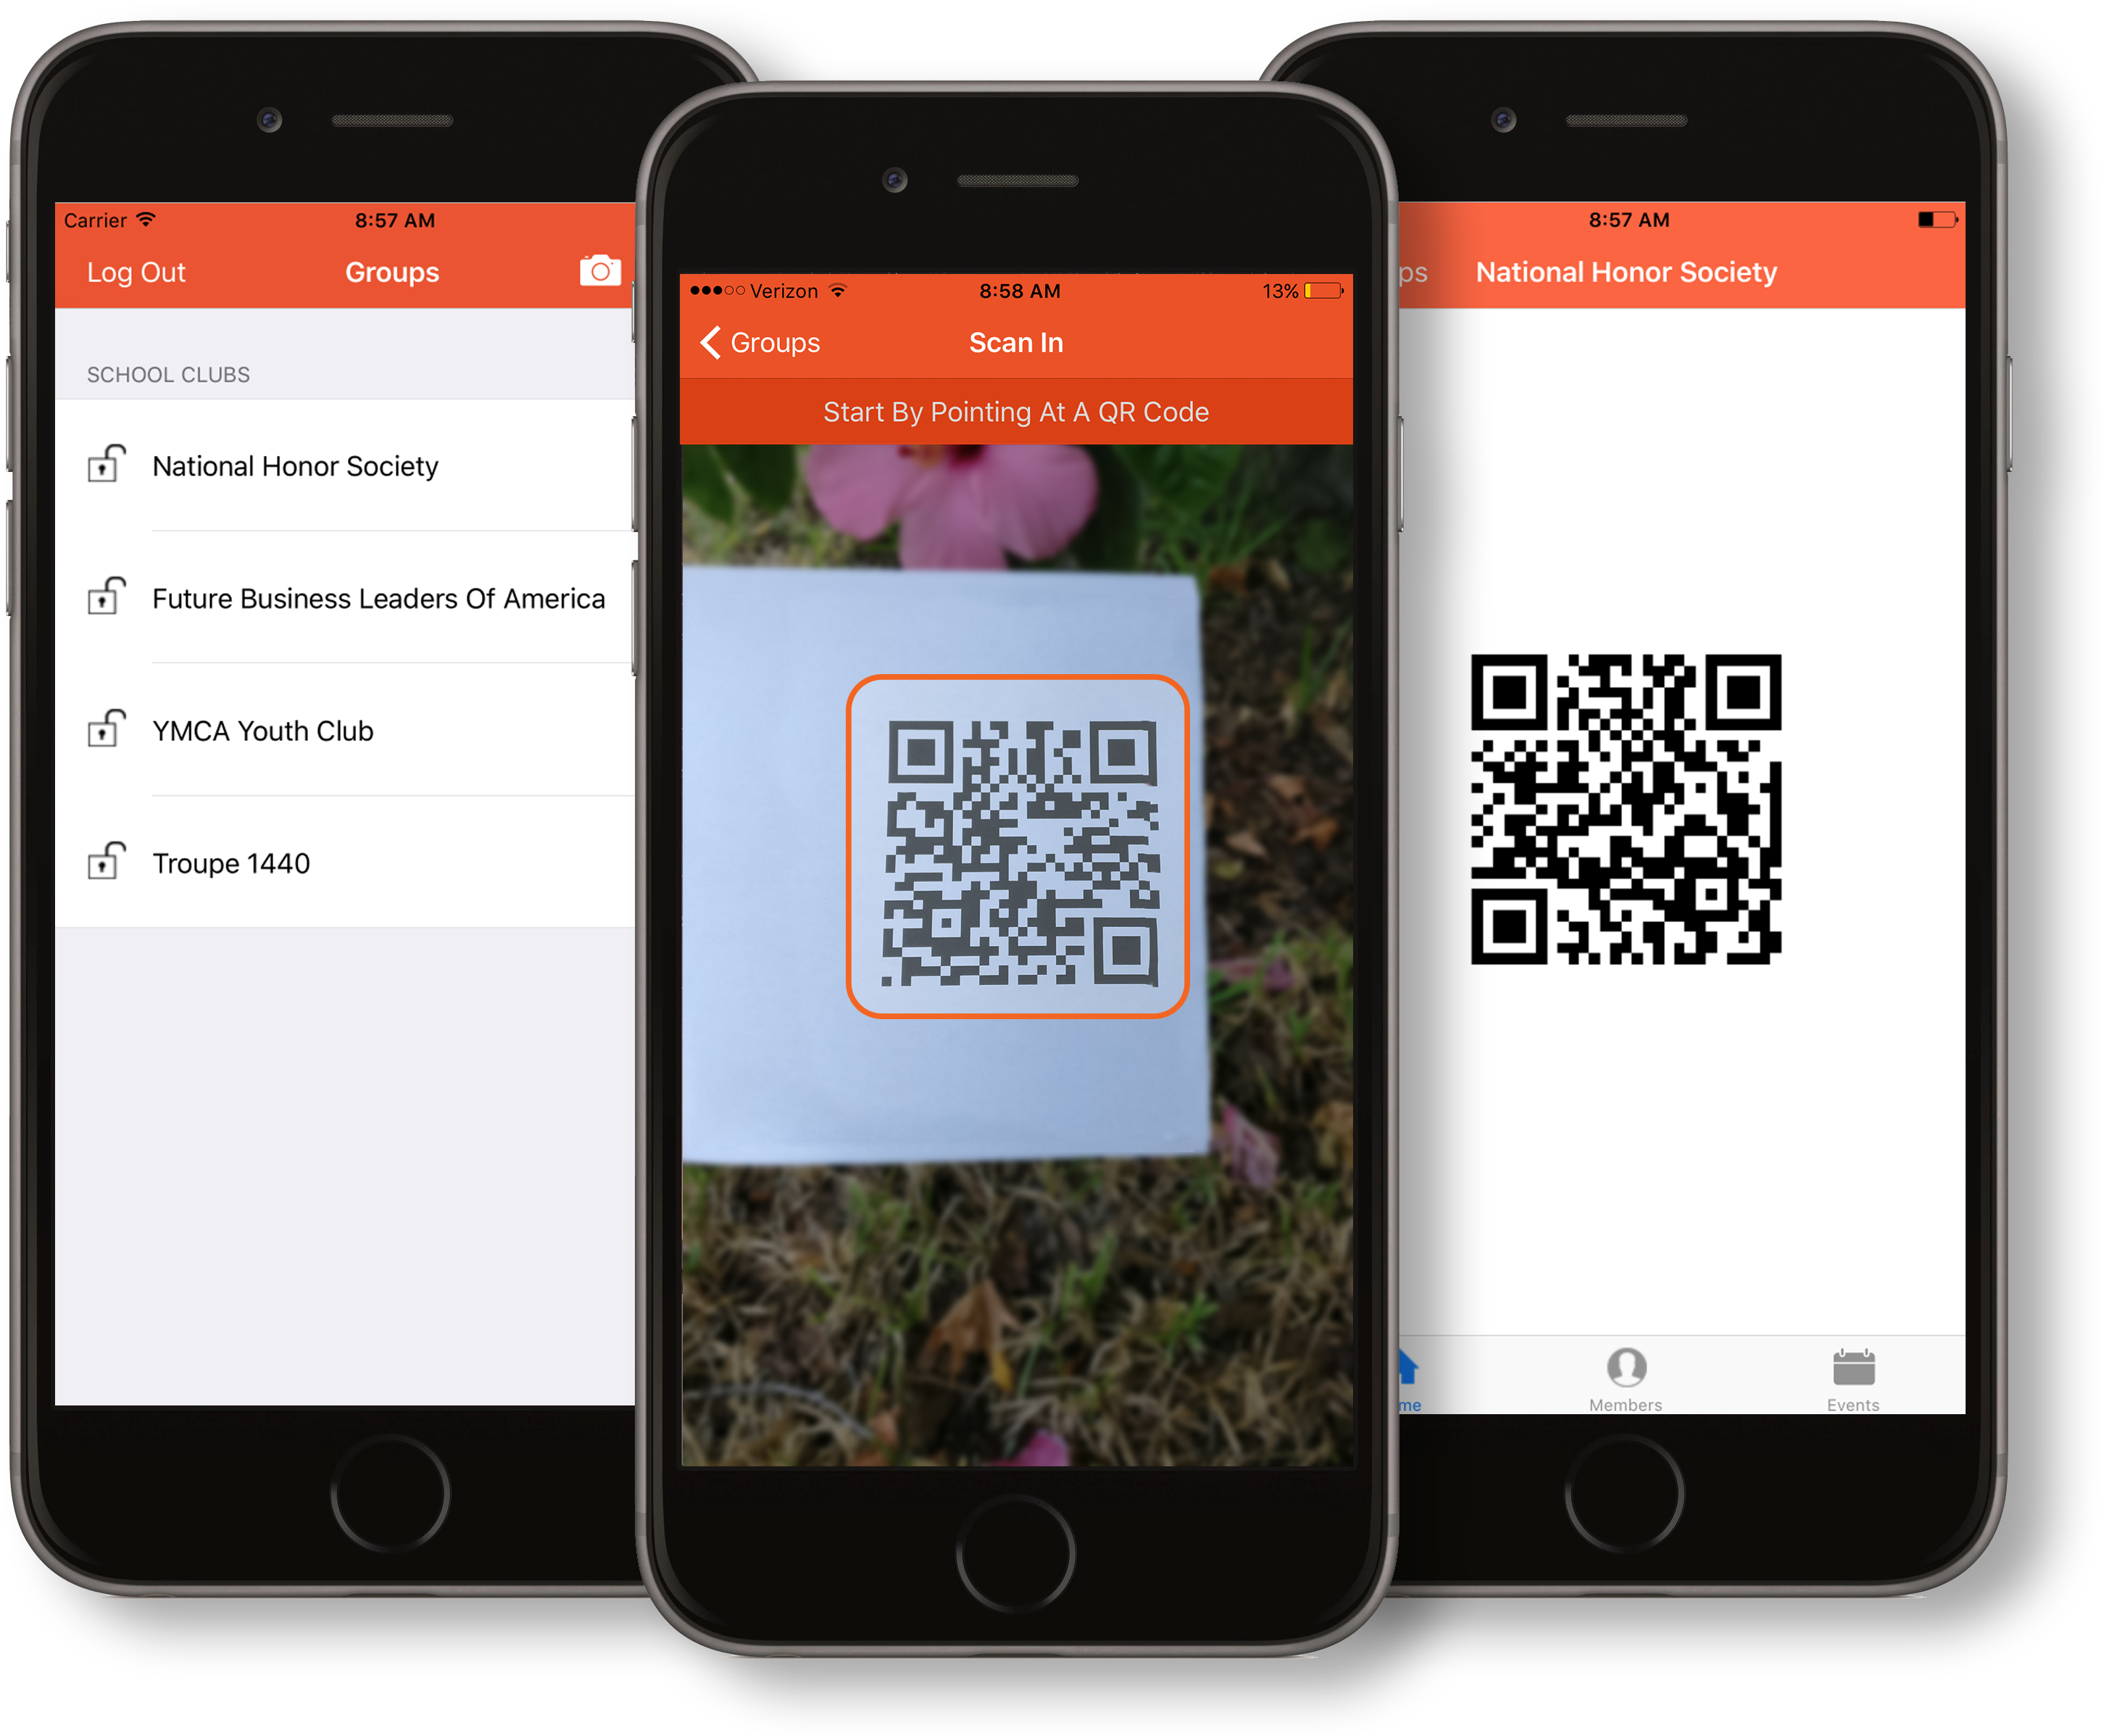 Carrier 8:57 AM
Log Out Groups
SCHOOL CLUBS
National Honor Society
Future Business Leaders Of America
YMCA Youth Club
Troupe 1440
Verizon 8:58 AM 13%
Groups Scan In
Start By Pointing At A QR Code
8:57 AM
ps National Honor Society
me Members Events